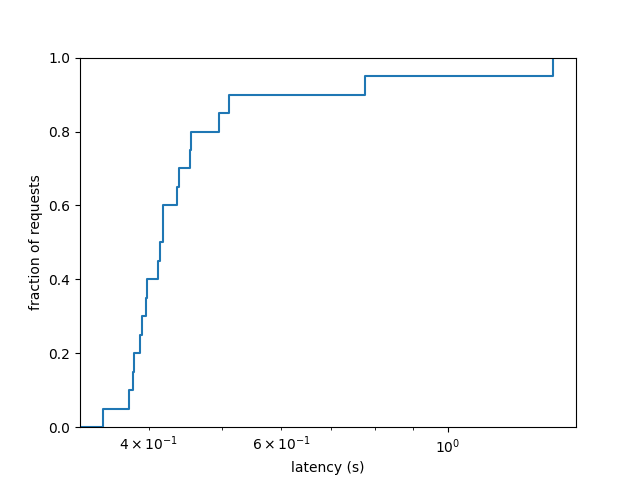 1.0
0.8
0.6
0.4
0.2
0.0
fraction of requests
4 × 10⁻¹
6 × 10⁻¹
10⁰
latency (s)